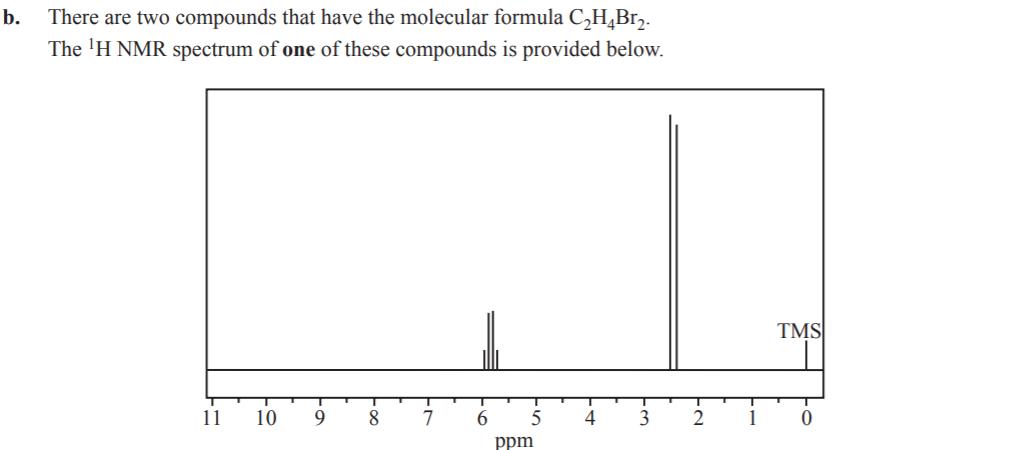 b. There are two compounds that have the molecular formula C₂H₄Br₂.
The ¹H NMR spectrum of one of these compounds is provided below.
TMS
11 10 9 8 7 6 5 4 3 2 1 0
ppm